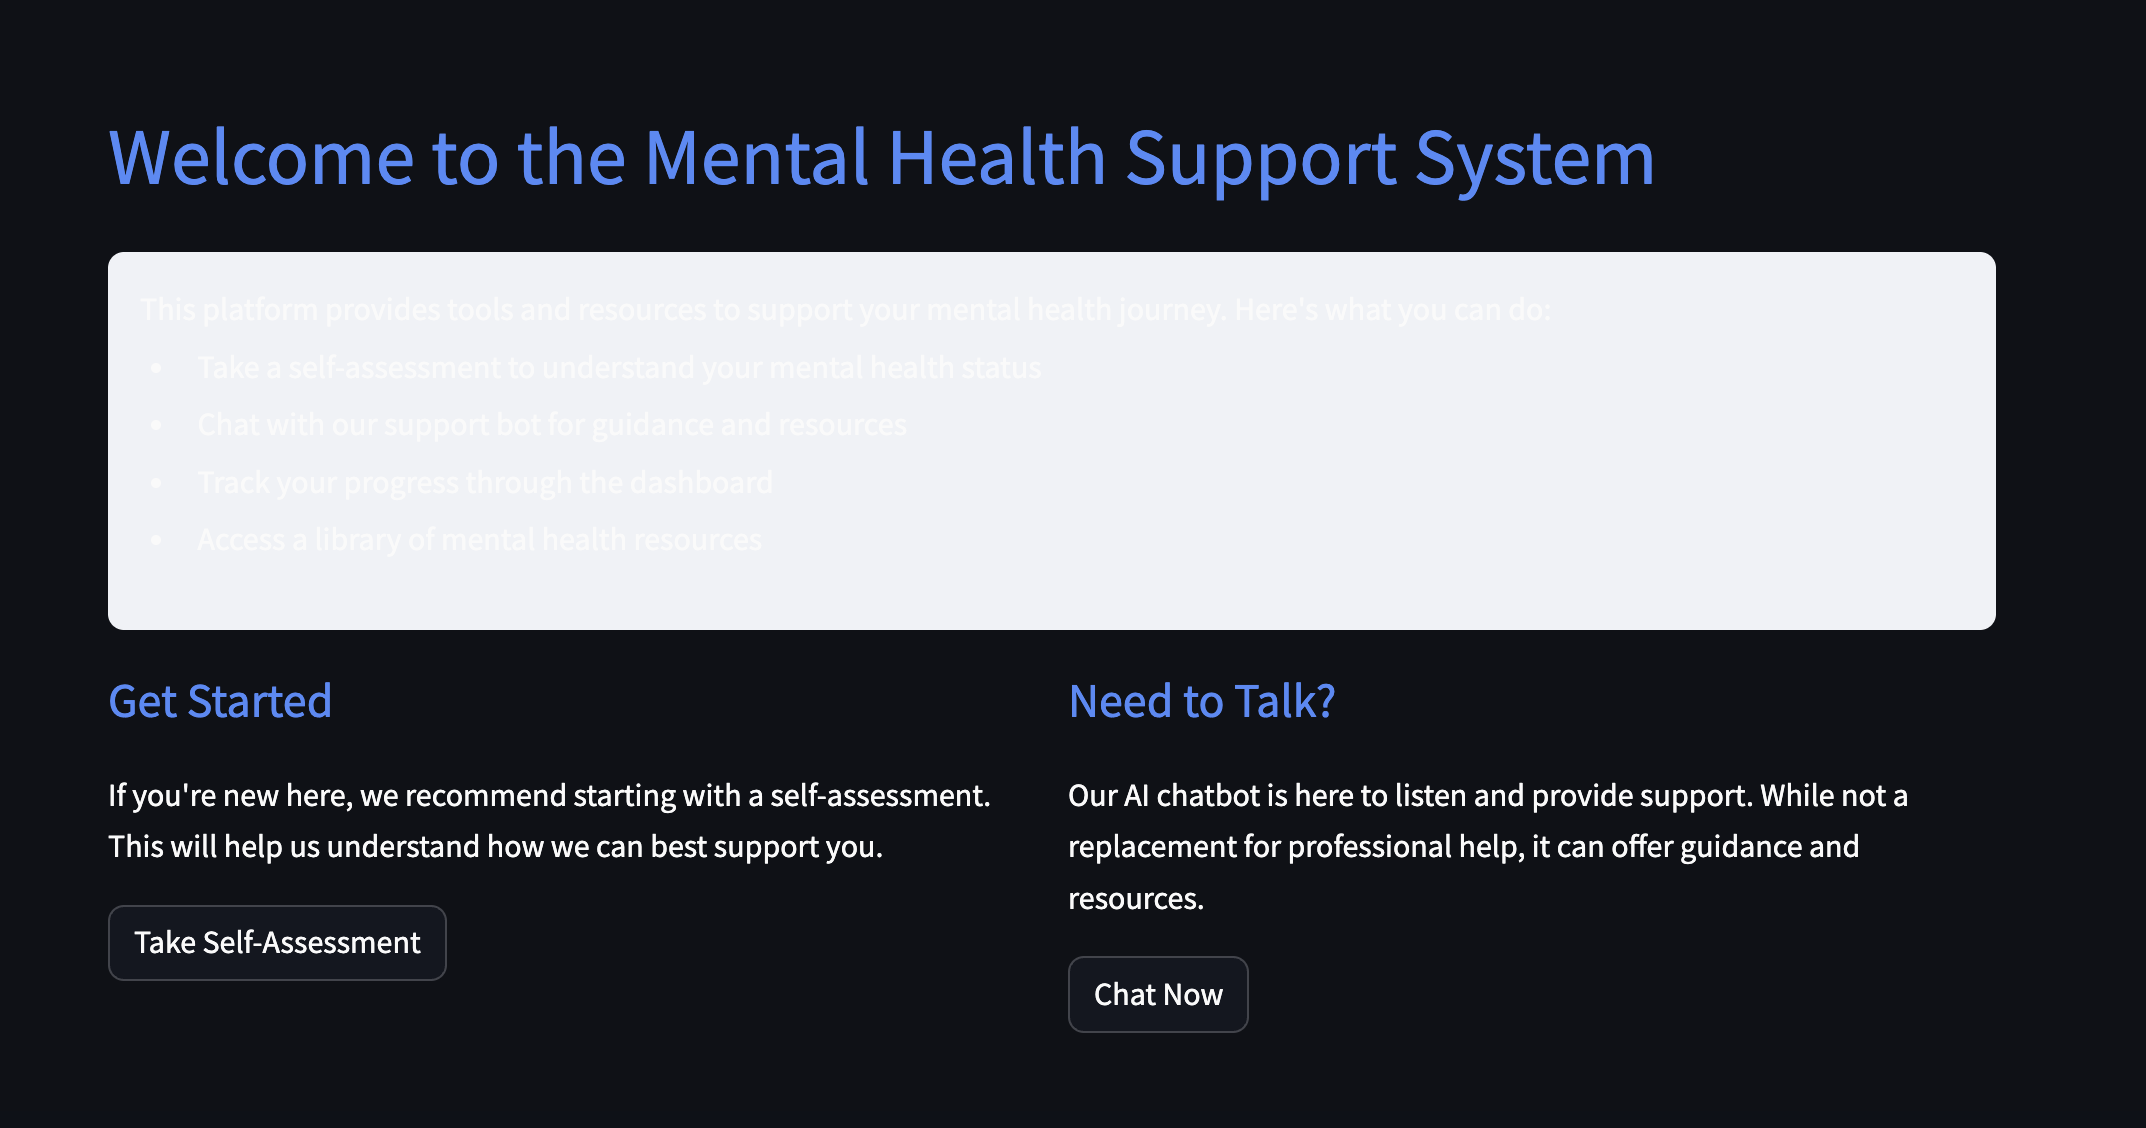 Welcome to the Mental Health Support System
This platform provides tools and resources to support your mental health journey. Here's what you can do:
• Take a self-assessment to understand your mental health status
• Chat with our support bot for guidance and resources
• Track your progress through the dashboard
• Access a library of mental health resources
Get Started
If you're new here, we recommend starting with a self-assessment.
This will help us understand how we can best support you.
Take Self-Assessment
Need to Talk?
Our AI chatbot is here to listen and provide support. While not a
replacement for professional help, it can offer guidance and
resources.
Chat Now